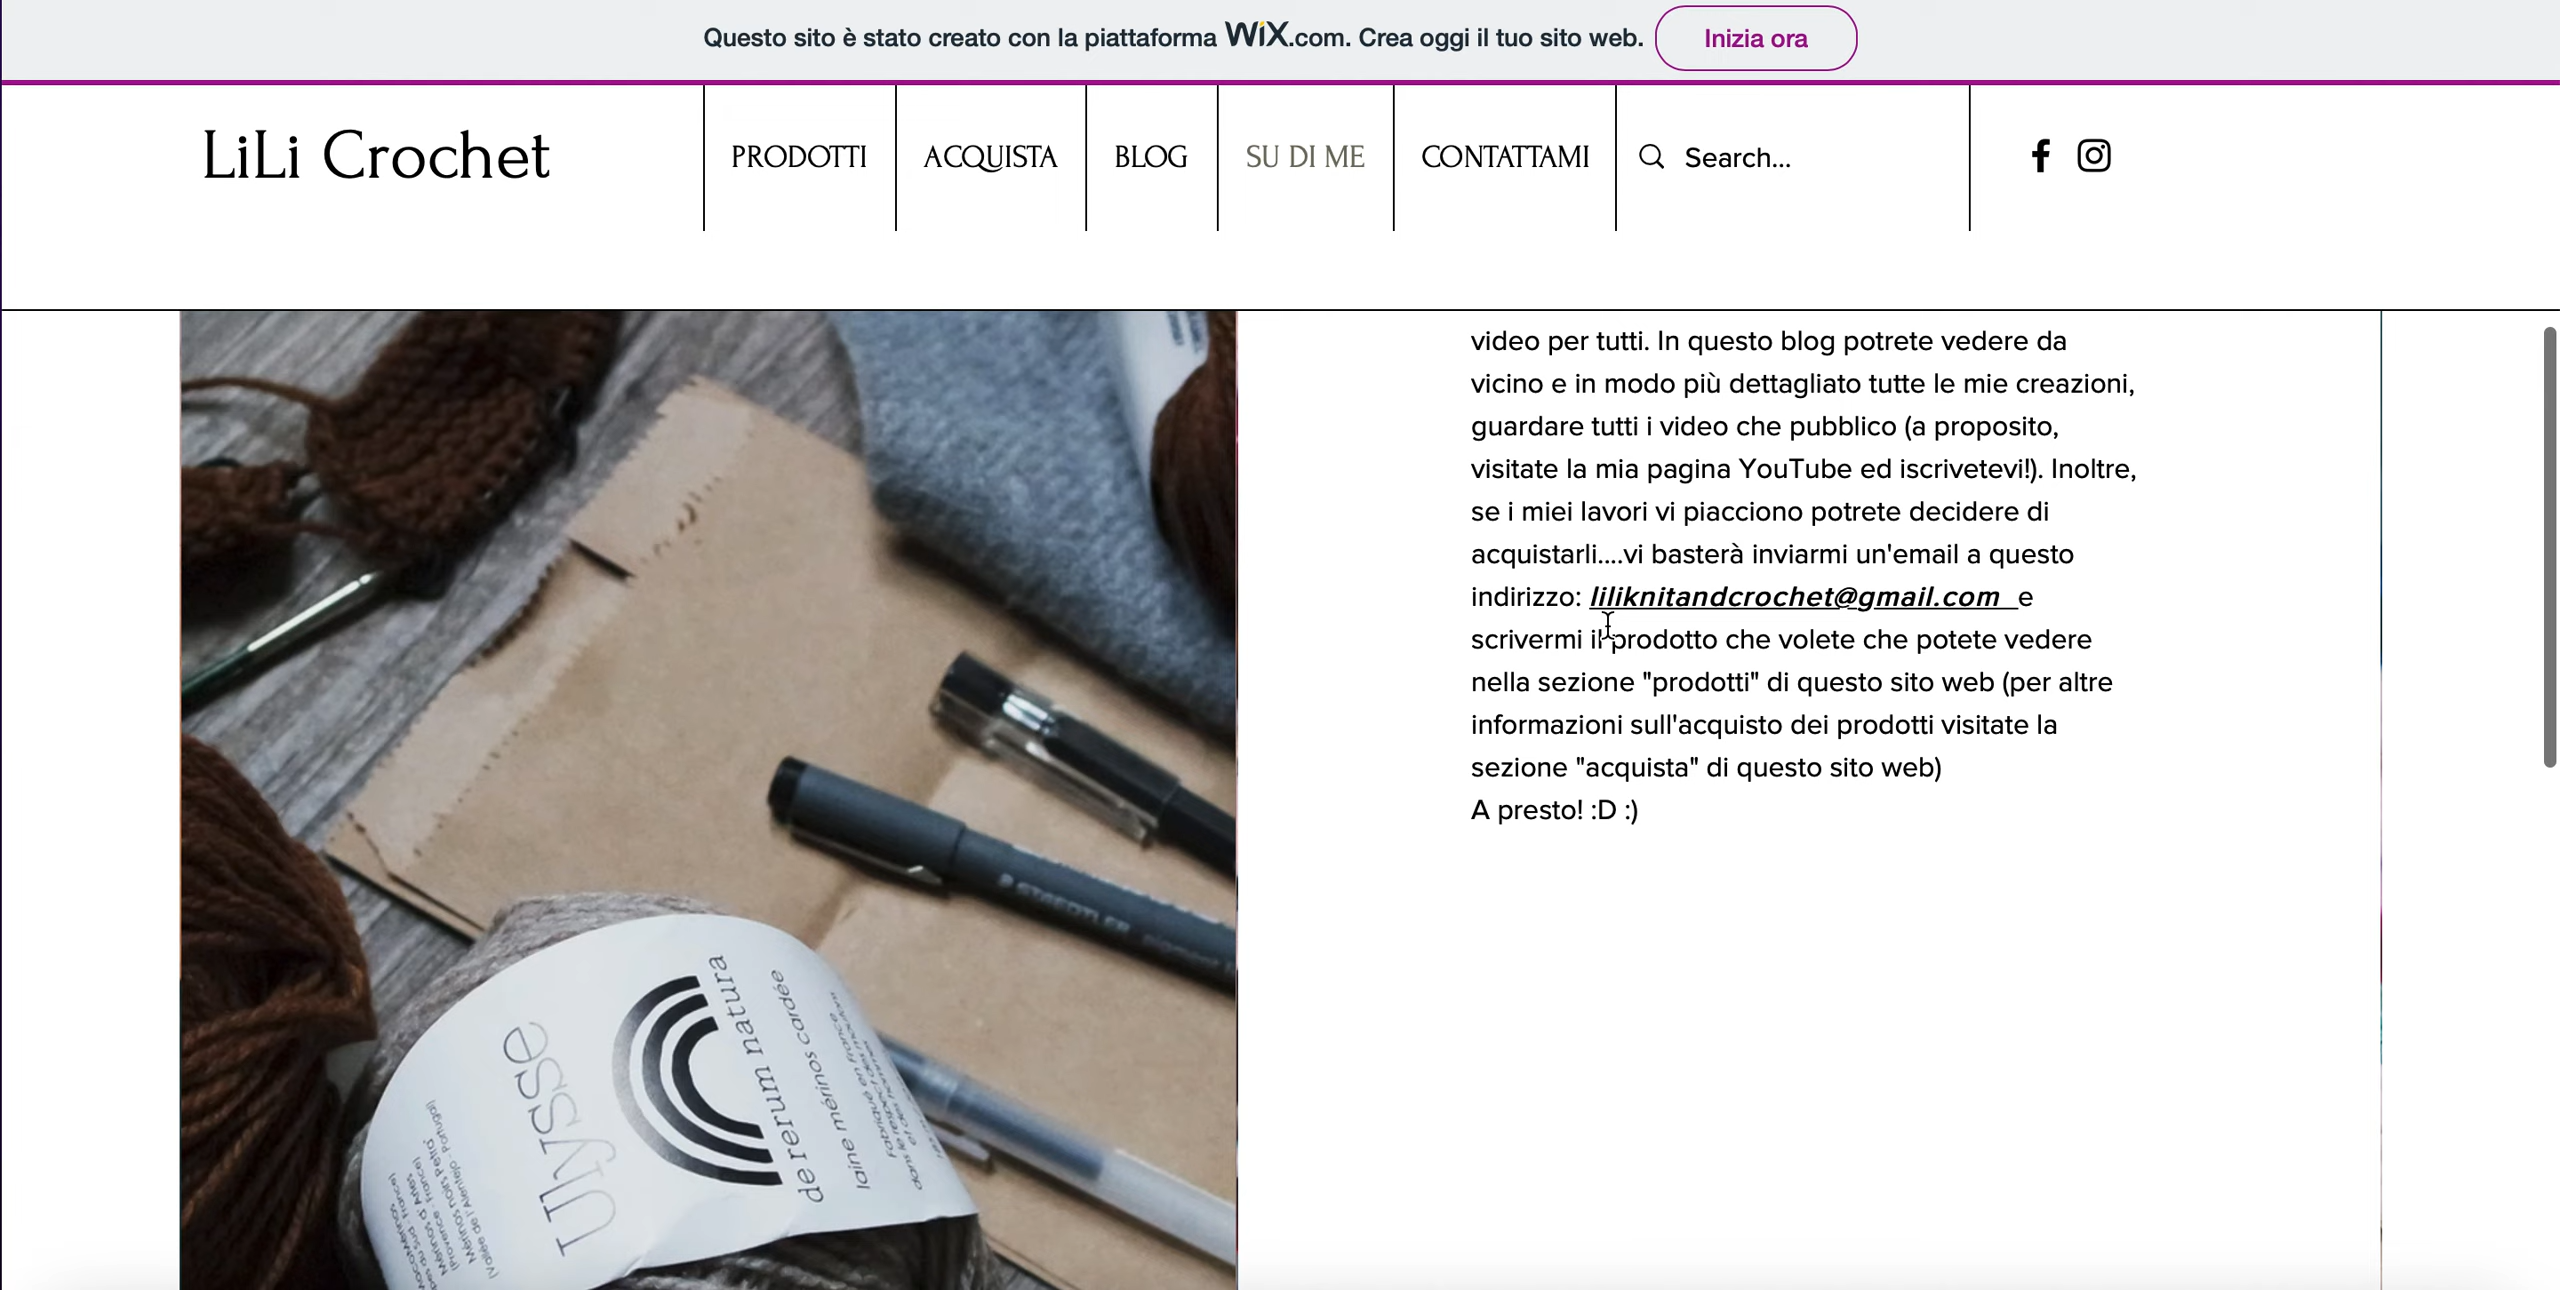 Questo sito è stato creato con la piattaforma WiX.com. Crea oggi il tuo sito web. Inizia ora
LiLi Crochet
PRODOTTI
ACQUISTA
BLOG
SU DI ME
CONTATTAMI
Search...
video per tutti. In questo blog potrete vedere da
vicino e in modo più dettagliato tutte le mie creazioni,
guardare tutti i video che pubblico (a proposito,
visitate la mia pagina YouTube ed iscrivetevi!). Inoltre,
se i miei lavori vi piacciono potrete decidere di
acquistarli....vi basterà inviarmi un'email a questo
indirizzo: liliknitandcrochet@gmail.com e
scrivermi il prodotto che volete che potete vedere
nella sezione "prodotti" di questo sito web (per altre
informazioni sull'acquisto dei prodotti visitate la
sezione "acquista" di questo sito web)
A presto! :D :)
STAEDTLER
Ulysse
de rerum natura
laine mérinos cardée
Fabriqué en France